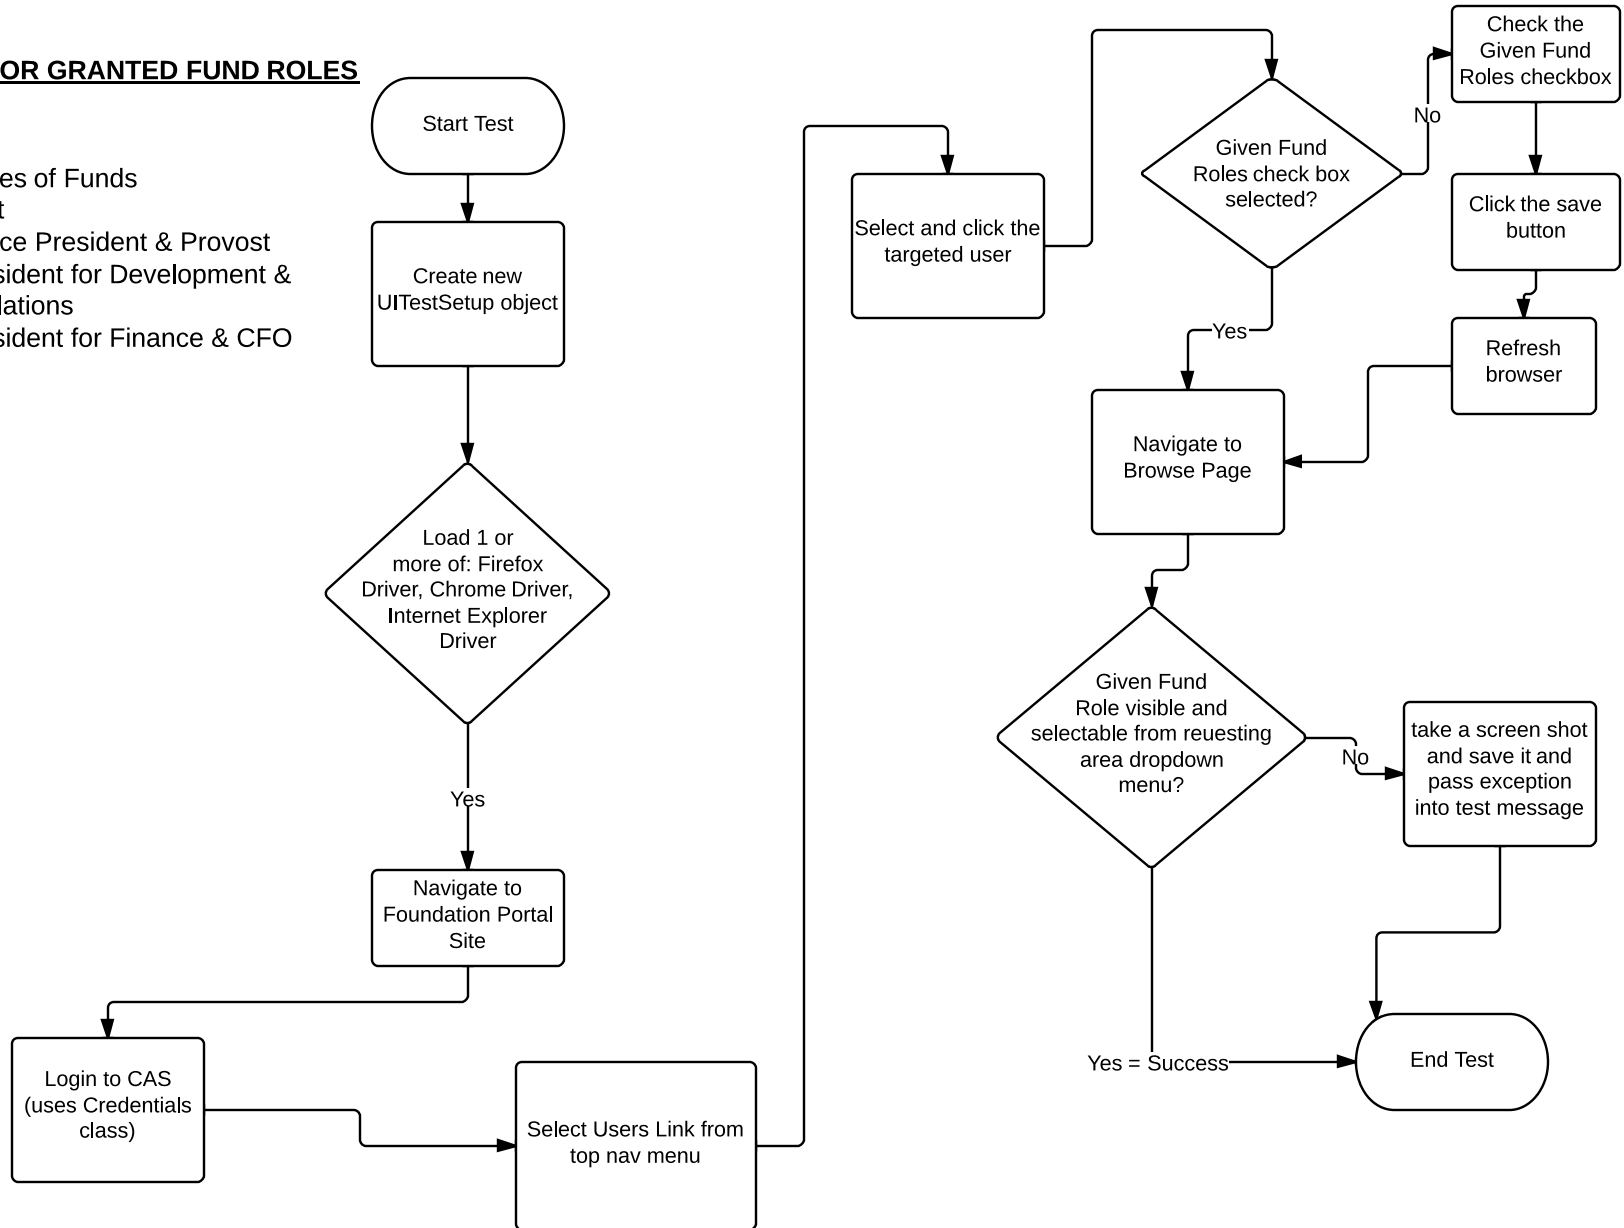 OR GRANTED FUND ROLES
es of Funds
t
ce President & Provost
sident for Development &
lations
sident for Finance & CFO
Start Test
Create new
UITestSetup object
Load 1 or
more of: Firefox
Driver, Chrome Driver,
Internet Explorer
Driver
Yes
Navigate to
Foundation Portal
Site
Login to CAS
(uses Credentials
class)
Select Users Link from
top nav menu
Select and click the
targeted user
Given Fund
Roles check box
selected?
No
Check the
Given Fund
Roles checkbox
Click the save
button
Refresh
browser
Yes
Navigate to
Browse Page
Given Fund
Role visible and
selectable from reuesting
area dropdown
menu?
No
take a screen shot
and save it and
pass exception
into test message
Yes = Success
End Test